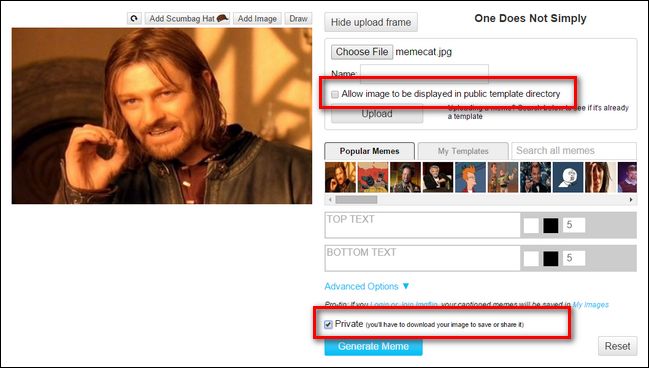 Add Scumbag Hat Add Image Draw
Hide upload frame
One Does Not Simply
Choose File memecat.jpg
Name:
Allow image to be displayed in public template directory
Upload
Uploading a meme? Search below to see if it's already a
template
Popular Memes My Templates Search all memes
TOP TEXT 5
BOTTOM TEXT 5
Advanced Options ▼
Pro-tip: If you Login or Join imgflip, your captioned memes will be saved in My Images
Private (you'll have to download your image to save or share it)
Generate Meme Reset